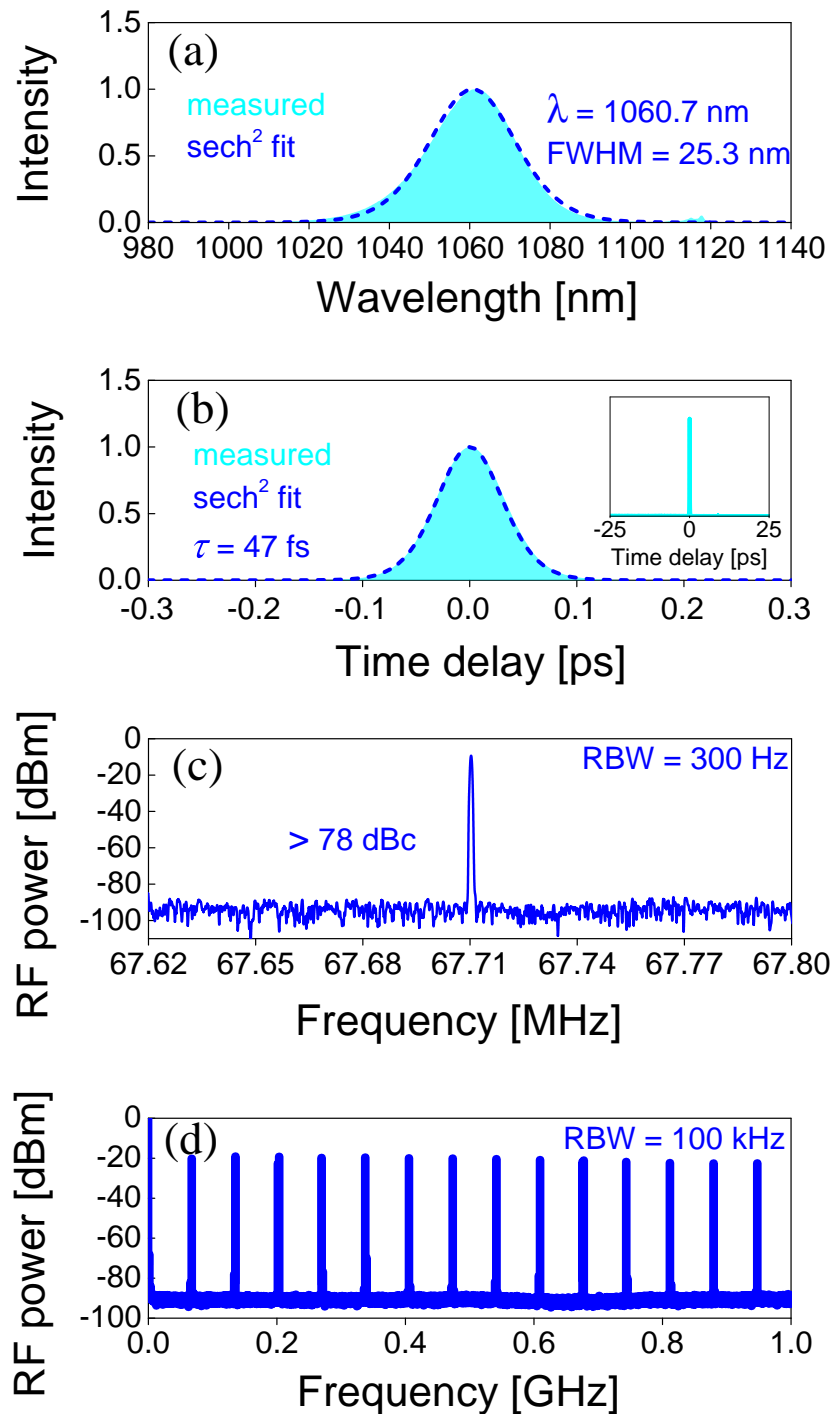 (a)
measured
sech² fit
λ = 1060.7 nm
FWHM = 25.3 nm
Intensity
1.5
1.0
0.5
0.0
980 1000 1020 1040 1060 1080 1100 1120 1140
Wavelength [nm]
(b)
measured
sech² fit
τ = 47 fs
Intensity
1.5
1.0
0.5
0.0
-25 0 25
Time delay [ps]
-0.3 -0.2 -0.1 0.0 0.1 0.2 0.3
Time delay [ps]
(c)
RBW = 300 Hz
> 78 dBc
RF power [dBm]
0
-20
-40
-60
-80
-100
67.62 67.65 67.68 67.71 67.74 67.77 67.80
Frequency [MHz]
(d)
RBW = 100 kHz
RF power [dBm]
0
-20
-40
-60
-80
-100
0.0 0.2 0.4 0.6 0.8 1.0
Frequency [GHz]